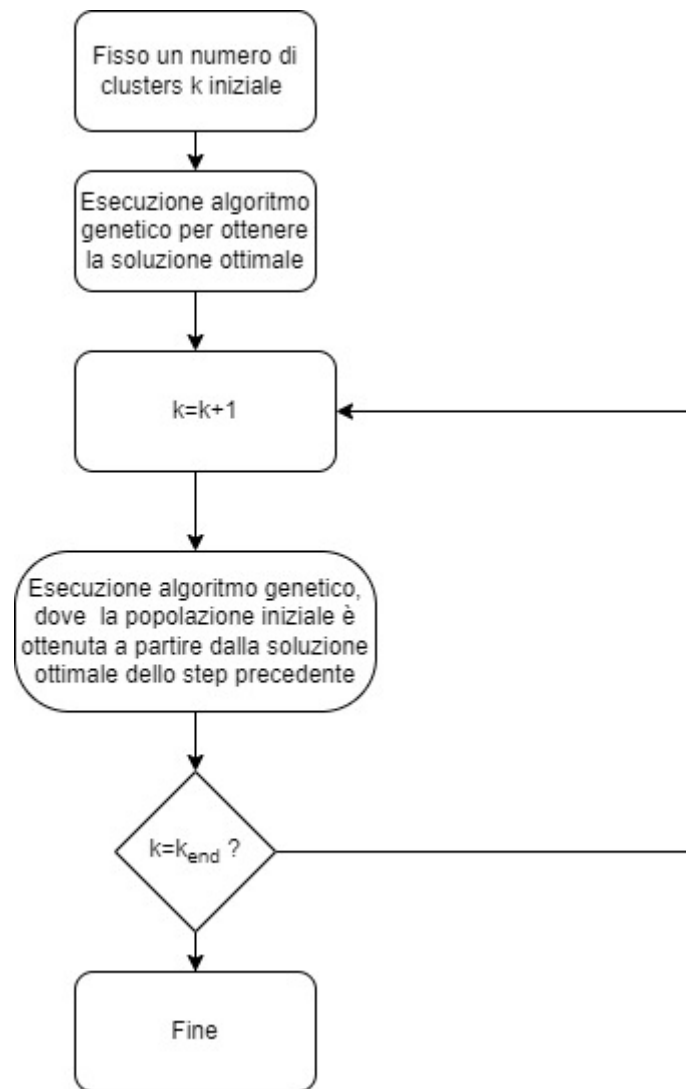 Fisso un numero di
clusters k iniziale
Esecuzione algoritmo
genetico per ottenere
la soluzione ottimale
k=k+1
Esecuzione algoritmo genetico,
dove la popolazione iniziale è
ottenuta a partire dalla soluzione
ottimale dello step precedente
k=k_end ?
Fine